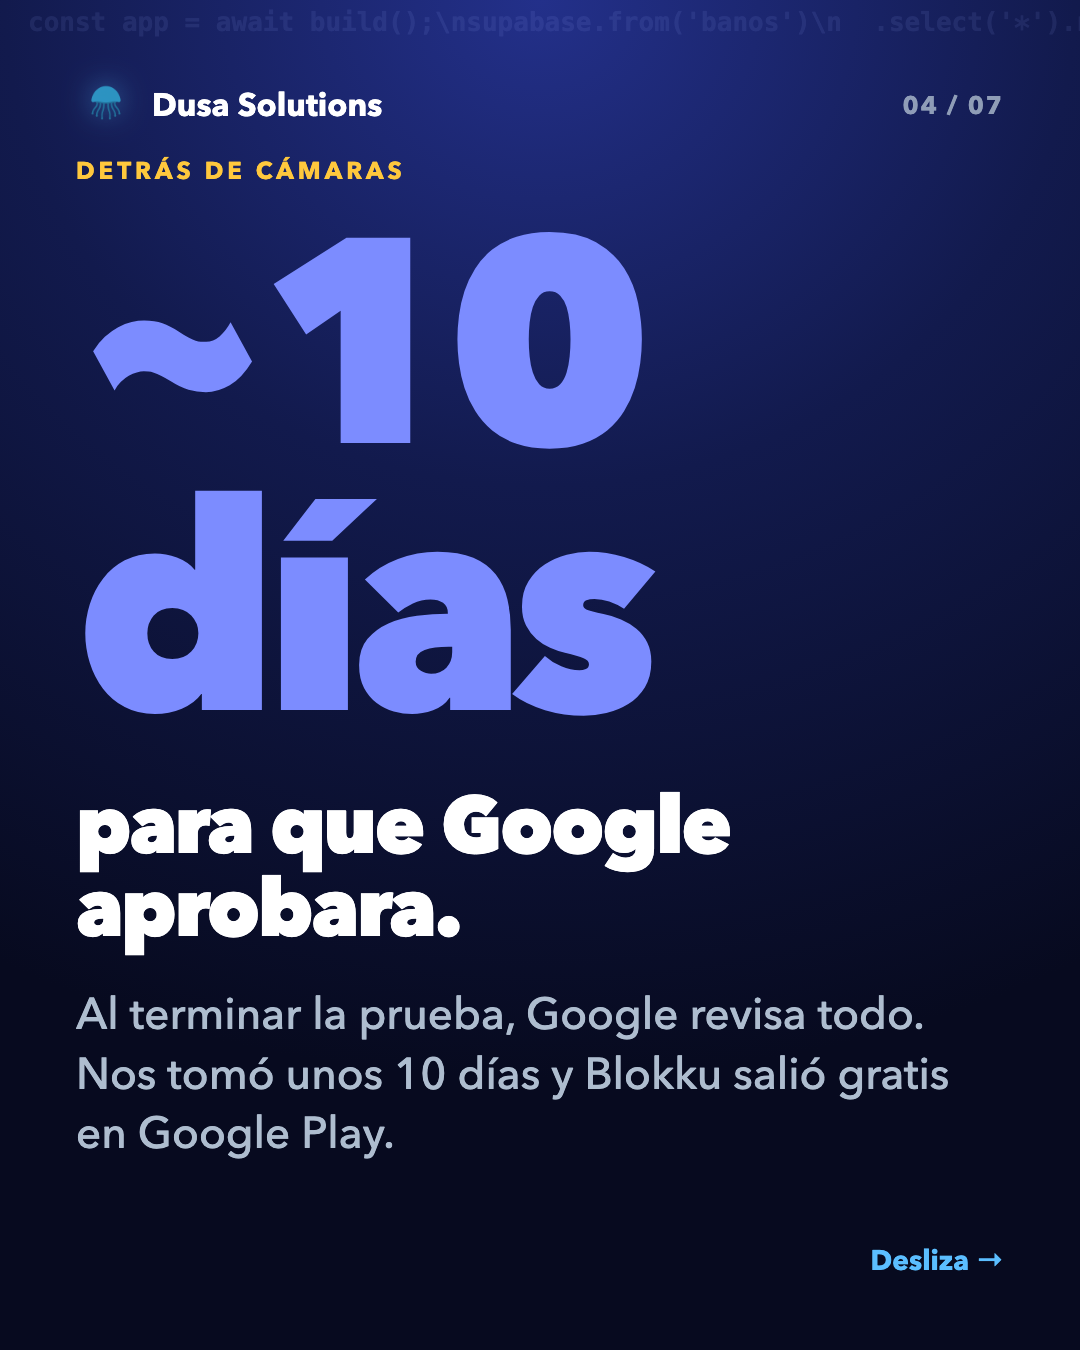 const app = await build();\nsupabase.from('banos')\n  .select('*').
Dusa Solutions
04 / 07
DETRÁS DE CÁMARAS
~10
días
para que Google
aprobara.
Al terminar la prueba, Google revisa todo.
Nos tomó unos 10 días y Blokku salió gratis
en Google Play.
Desliza →